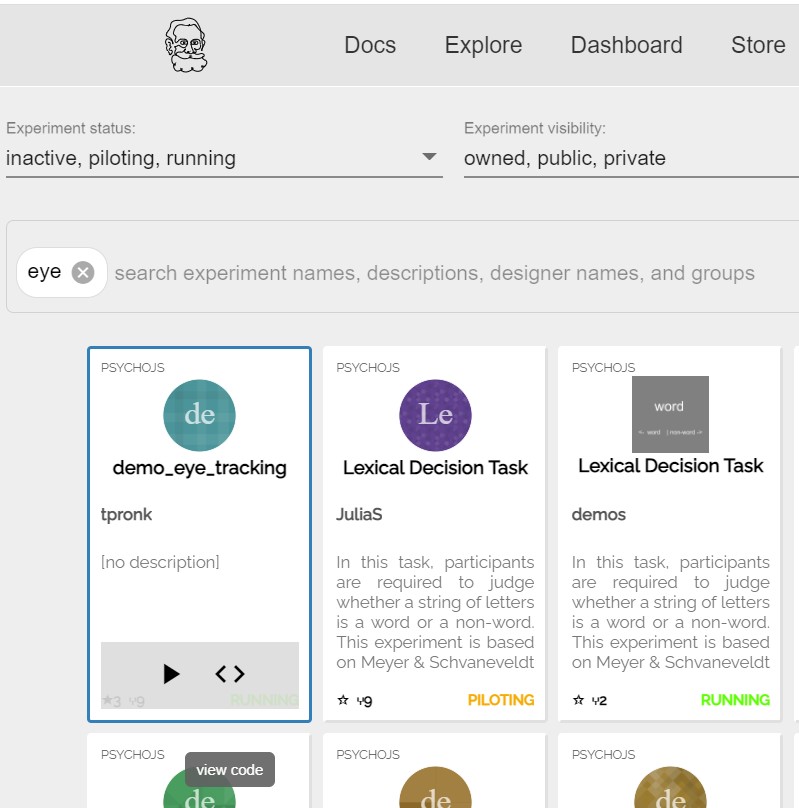 Docs Explore Dashboard Store
Experiment status: Experiment visibility:
inactive, piloting, running owned, public, private
eye search experiment names, descriptions, designer names, and groups
PSYCHOJS
de
demo_eye_tracking
tpronk
[no description]
★3 9 RUNNING
PSYCHOJS
Le
Lexical Decision Task
JuliaS
In this task, participants
are required to judge
whether a string of letters
is a word or a non-word.
This experiment is based
on Meyer & Schvaneveldt
☆ 9 PILOTING
PSYCHOJS
word
<- word | non-word ->
Lexical Decision Task
demos
In this task, participants
are required to judge
whether a string of letters
is a word or a non-word.
This experiment is based
on Meyer & Schvaneveldt
☆ 2 RUNNING
PSYCHOJS
view code
de
PSYCHOJS
de
PSYCHOJS
de